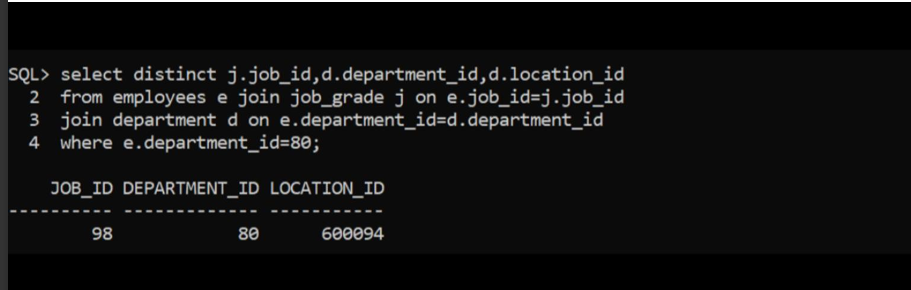 SQL> select distinct j.job_id,d.department_id,d.location_id
  2  from employees e join job_grade j on e.job_id=j.job_id
  3  join department d on e.department_id=d.department_id
  4  where e.department_id=80;
    JOB_ID DEPARTMENT_ID LOCATION_ID
---------- ------------- -----------
        98            80      600094